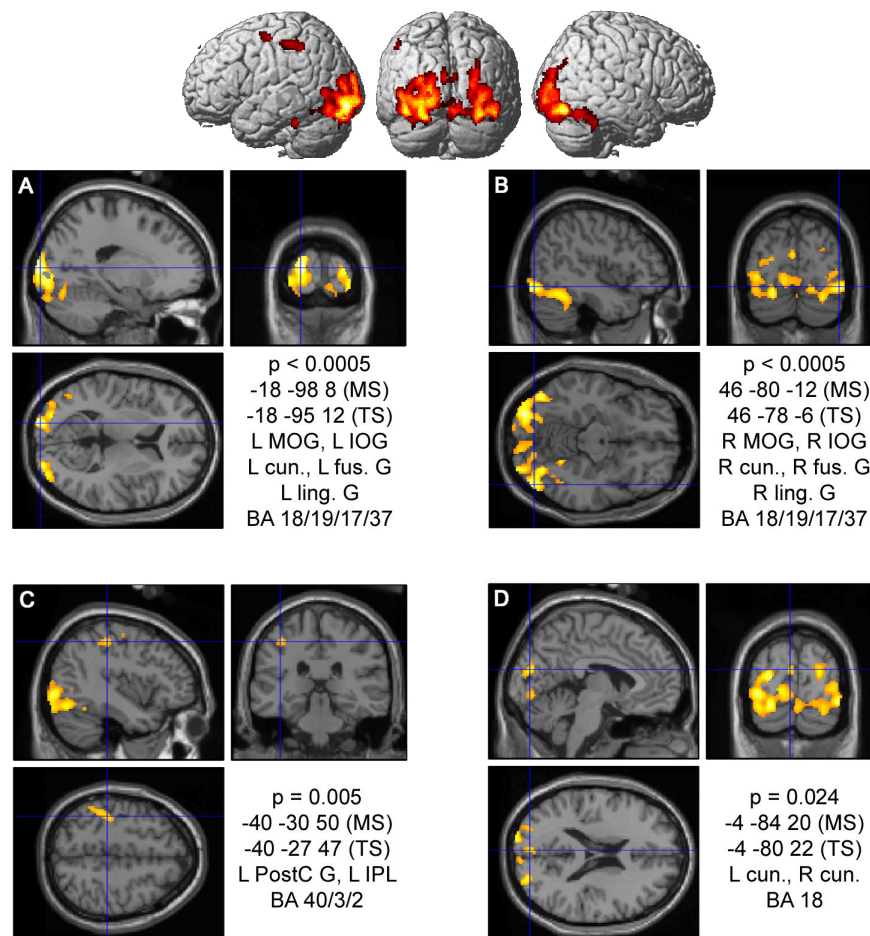 A
p < 0.0005
-18 -98 8 (MS)
-18 -95 12 (TS)
L MOG, L IOG
L cun., L fus. G
L ling. G
BA 18/19/17/37
B
p < 0.0005
46 -80 -12 (MS)
46 -78 -6 (TS)
R MOG, R IOG
R cun., R fus. G
R ling. G
BA 18/19/17/37
C
p = 0.005
-40 -30 50 (MS)
-40 -27 47 (TS)
L PostC G, L IPL
BA 40/3/2
D
p = 0.024
-4 -84 20 (MS)
-4 -80 22 (TS)
L cun., R cun.
BA 18